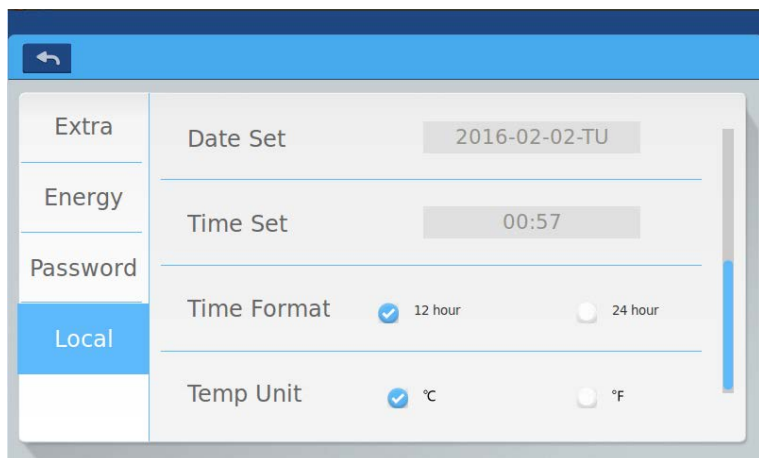 Extra
Energy
Password
Local
Date Set 2016-02-02-TU
Time Set 00:57
Time Format 12 hour 24 hour
Temp Unit ℃ ℉